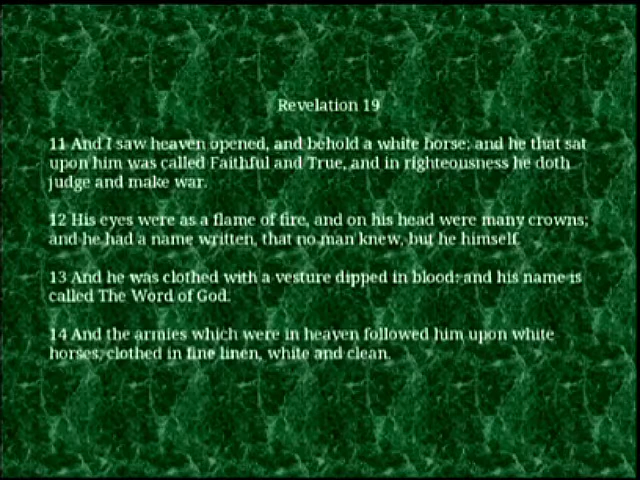 Revelation 19
11 And I saw heaven opened, and behold a white horse; and he that sat
upon him was called Faithful and True, and in righteousness he doth
judge and make war.
12 His eyes were as a flame of fire, and on his head were many crowns;
and he had a name written, that no man knew, but he himself.
13 And he was clothed with a vesture dipped in blood: and his name is
called The Word of God.
14 And the armies which were in heaven followed him upon white
horses, clothed in fine linen, white and clean.